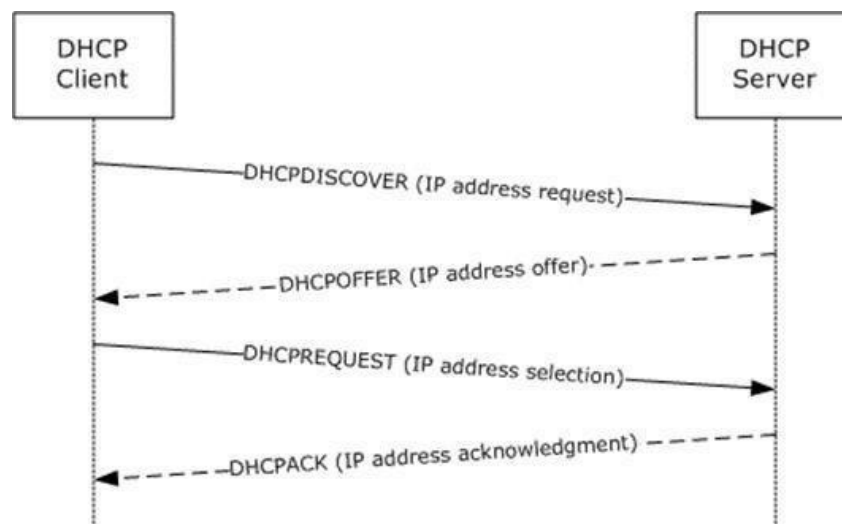 DHCP
Client
DHCP
Server
DHCPDISCOVER (IP address request)
DHCPOFFER (IP address offer)
DHCPREQUEST (IP address selection)
DHCPACK (IP address acknowledgment)